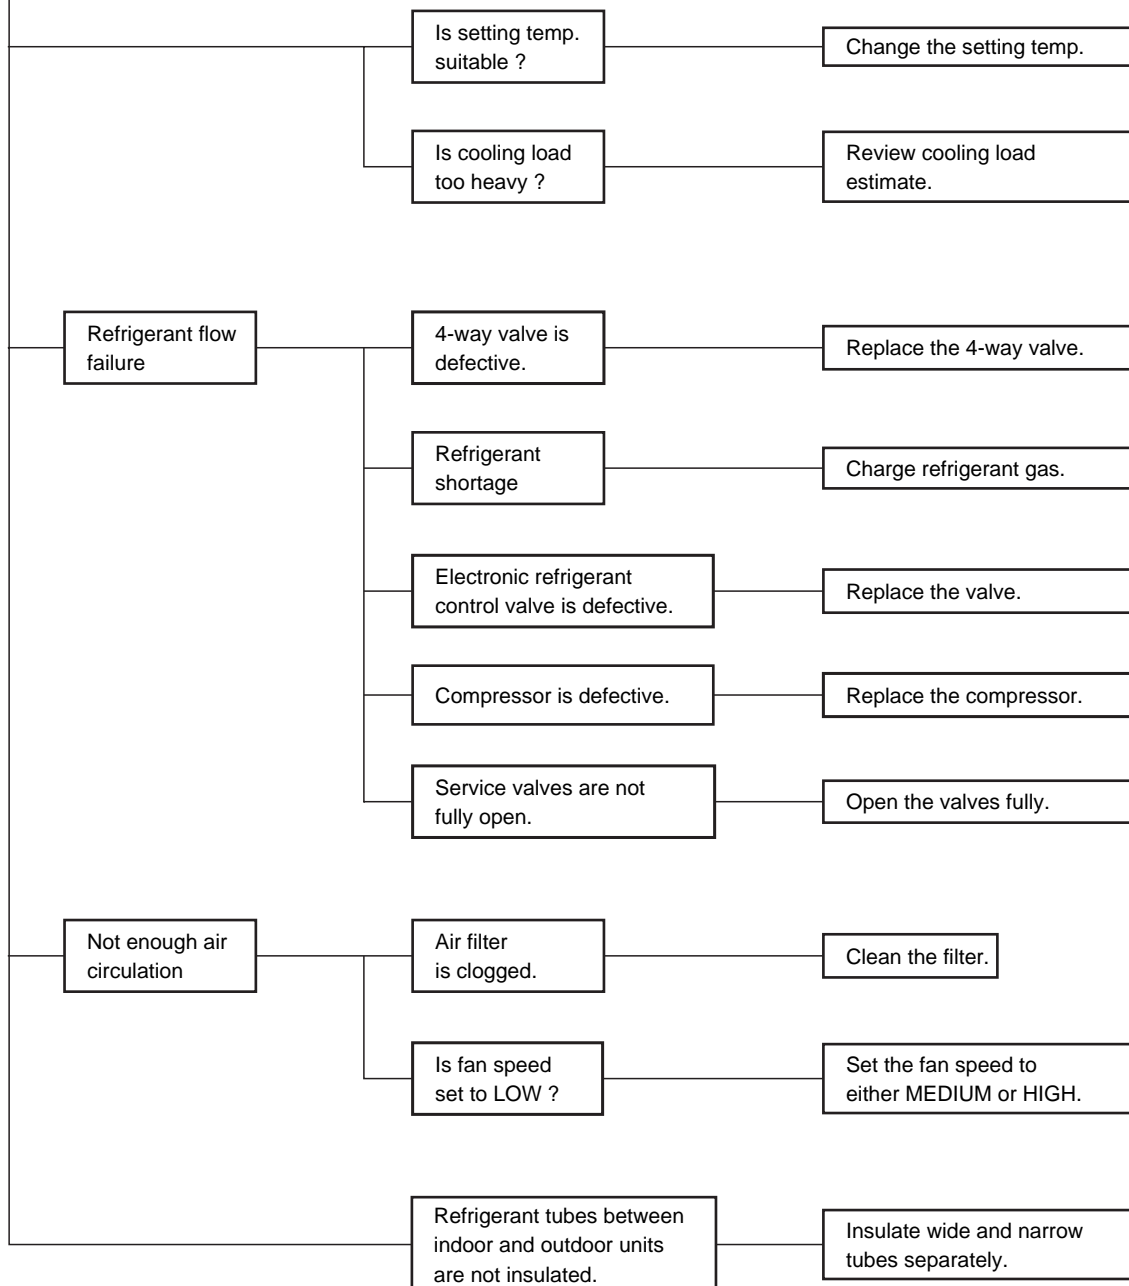 Is setting temp.
suitable ?
Change the setting temp.
Is cooling load
too heavy ?
Review cooling load
estimate.
Refrigerant flow
failure
4-way valve is
defective.
Replace the 4-way valve.
Refrigerant
shortage
Charge refrigerant gas.
Electronic refrigerant
control valve is defective.
Replace the valve.
Compressor is defective.
Replace the compressor.
Service valves are not
fully open.
Open the valves fully.
Not enough air
circulation
Air filter
is clogged.
Clean the filter.
Is fan speed
set to LOW ?
Set the fan speed to
either MEDIUM or HIGH.
Refrigerant tubes between
indoor and outdoor units
are not insulated.
Insulate wide and narrow
tubes separately.